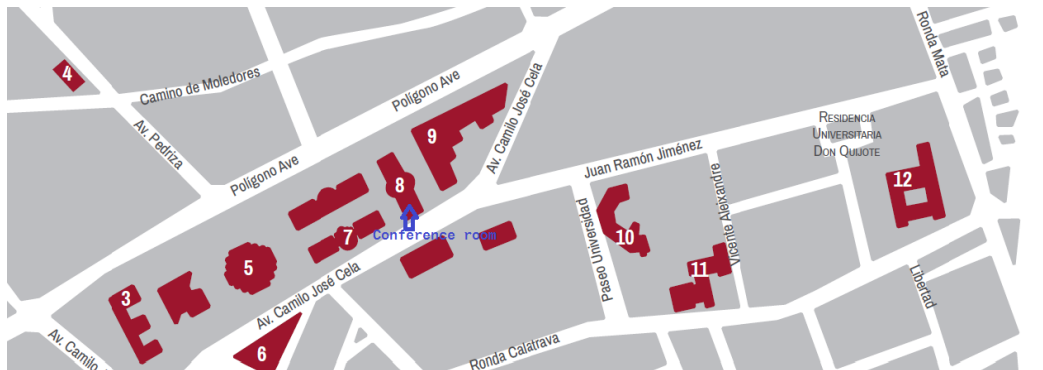 Ronda Mata
4
Camino de Moledores
Polígono Ave
Av. Camilo José Cela
Av. Pedriza
9
RESIDENCIA
UNIVERSITARIA
DON QUIJOTE
Juan Ramón Jiménez
Polígono Ave
8
12
Vicente Aleixandre
Paseo Universidad
Conference room
7
10
5
11
3
Av. Camilo José Cela
Libertad
Av. Camilo
6
Ronda Calatrava